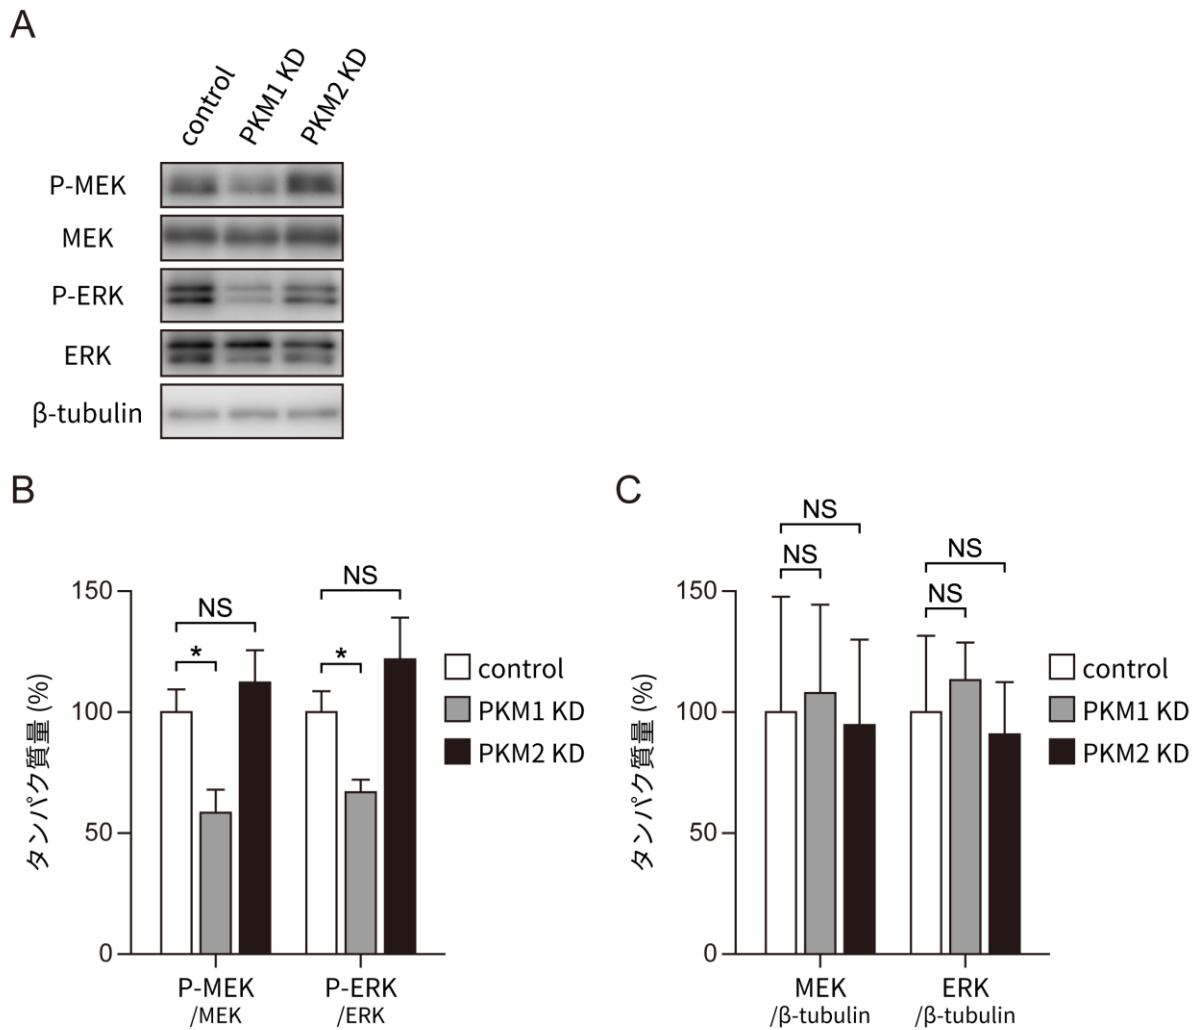 A
control
PKM1 KD
PKM2 KD
P-MEK
MEK
P-ERK
ERK
β-tubulin
B
タンパク質量 (%)
150
100
50
0
NS
*
NS
*
control
PKM1 KD
PKM2 KD
P-MEK
/MEK
P-ERK
/ERK
C
タンパク質量 (%)
150
100
50
0
NS
NS
NS
NS
control
PKM1 KD
PKM2 KD
MEK
/β-tubulin
ERK
/β-tubulin